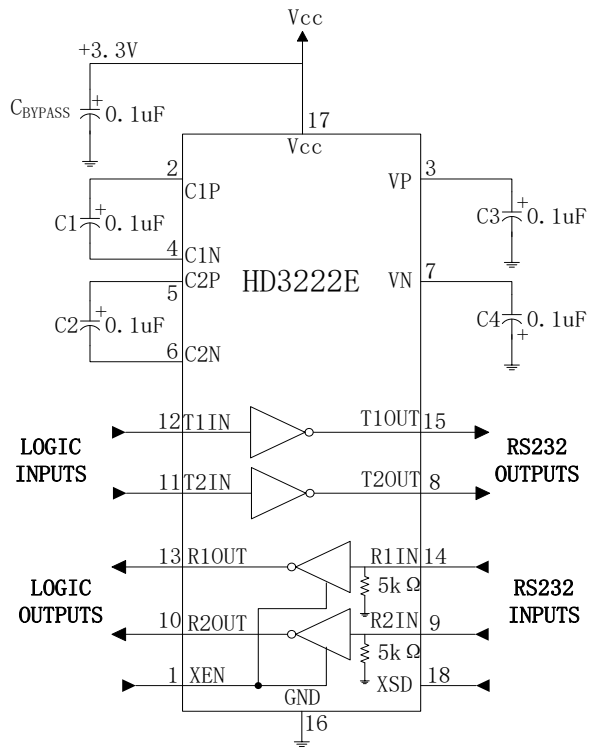 Vcc
+3.3V
CBYPASS
+
0.1uF
17
Vcc
2
C1P
VP
3
C1
+
0.1uF
C3
+
0.1uF
4
C1N
C2P
5
HD3222E
VN
7
C2
+
0.1uF
C4
0.1uF
+
6
C2N
LOGIC
INPUTS
12
T1IN
T1OUT
15
11
T2IN
T2OUT
8
RS232
OUTPUTS
LOGIC
OUTPUTS
13
R1OUT
R1IN
14
5kΩ
10
R2OUT
R2IN
9
5kΩ
RS232
INPUTS
1
XEN
XSD
18
GND
16